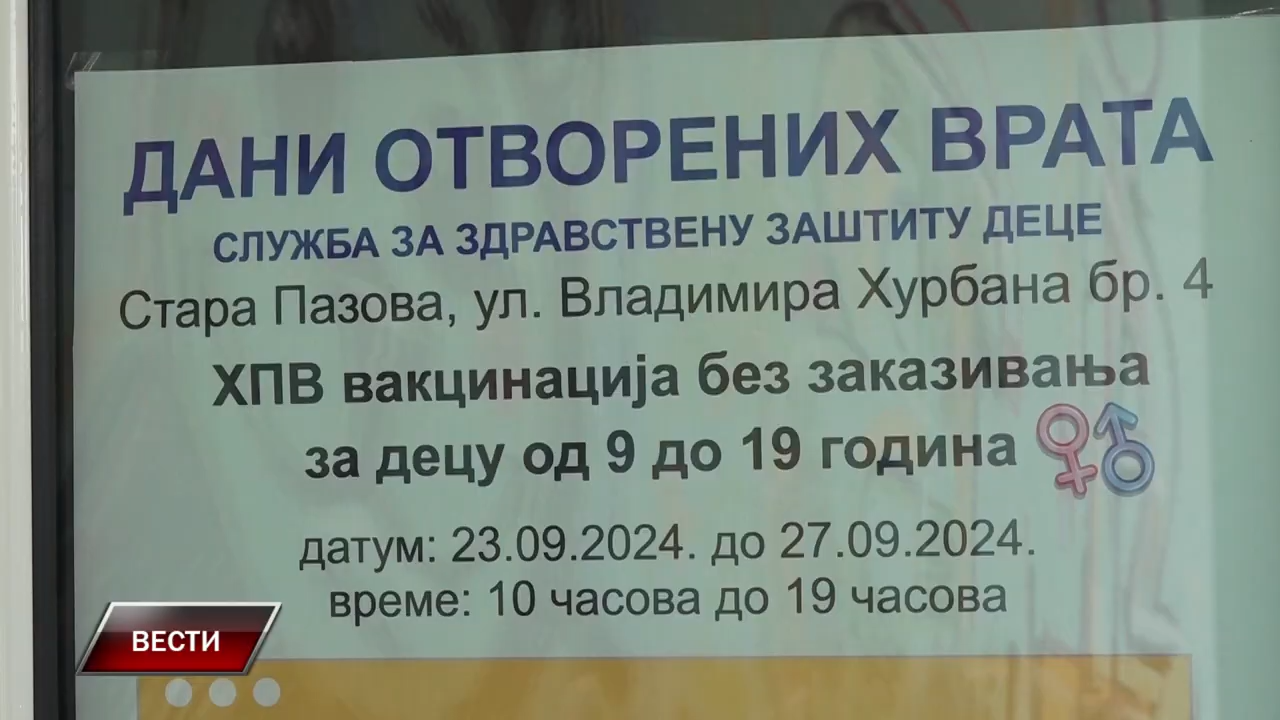 ДАНИ ОТВОРЕНИХ ВРАТА
СЛУЖБА ЗА ЗДРАВСТВЕНУ ЗАШТИТУ ДЕЦЕ
Стара Пазова, ул. Владимира Хурбана бр. 4
ХПВ вакцинација без заказивања
за децу од 9 до 19 година
датум: 23.09.2024. до 27.09.2024.
време: 10 часова до 19 часова
ВЕСТИ